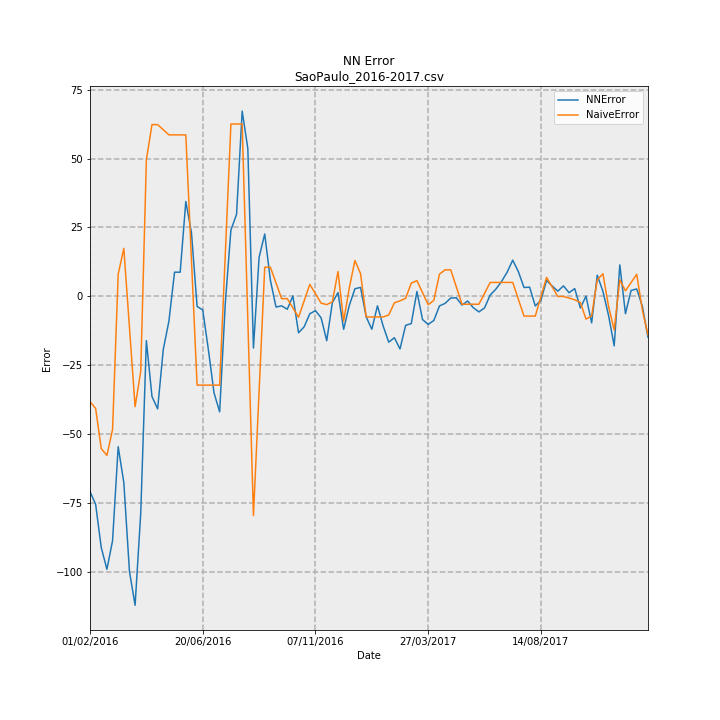 NN Error
SaoPaulo_2016-2017.csv
NNError
NaiveError
75
50
25
0
−25
−50
−75
−100
Error
01/02/2016 20/06/2016 07/11/2016 27/03/2017 14/08/2017
Date